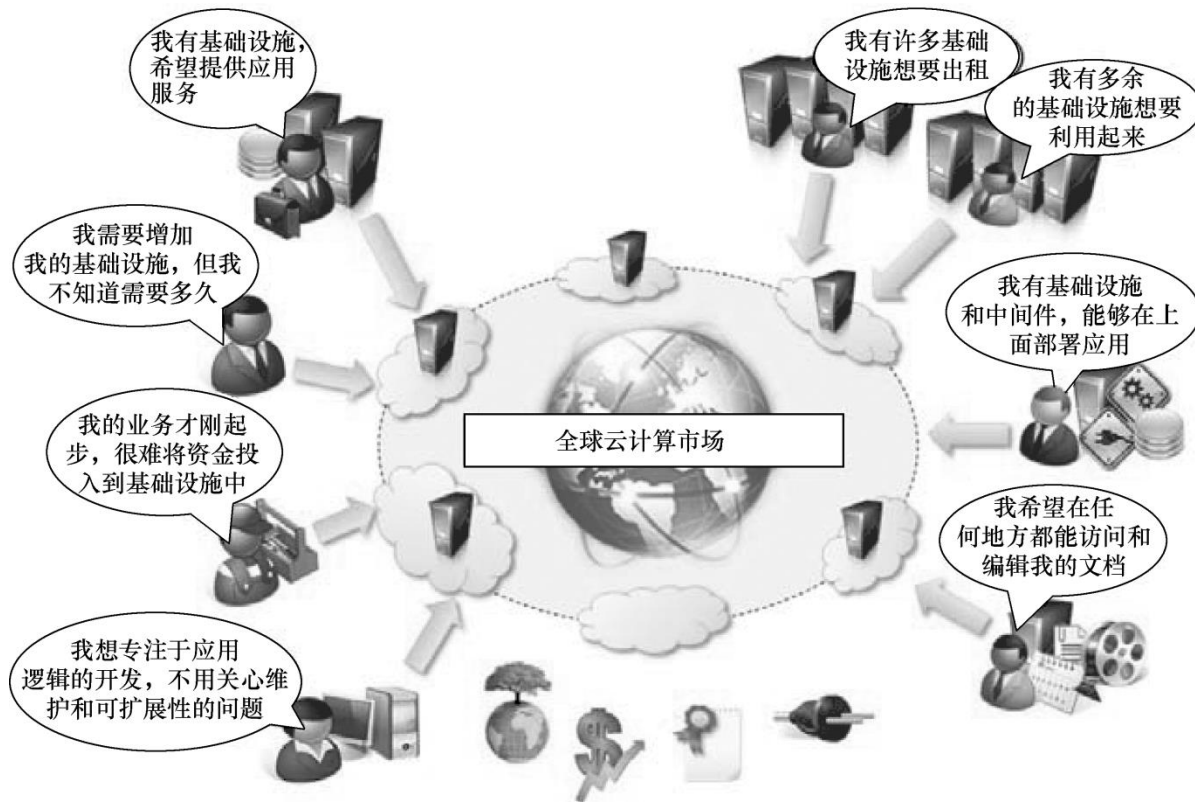 我有基础设施，
希望提供应用
服务
我有许多基础
设施想要出租
我有多余
的基础设施想要
利用起来
我需要增加
我的基础设施，但我
不知道需要多久
我有基础设施
和中间件，能够在上
面部署应用
我的业务才刚起
步，很难将资金投
入到基础设施中
全球云计算市场
我希望在任
何地方都能访问和
编辑我的文档
我想专注于应用
逻辑的开发，不用关心维
护和可扩展性的问题